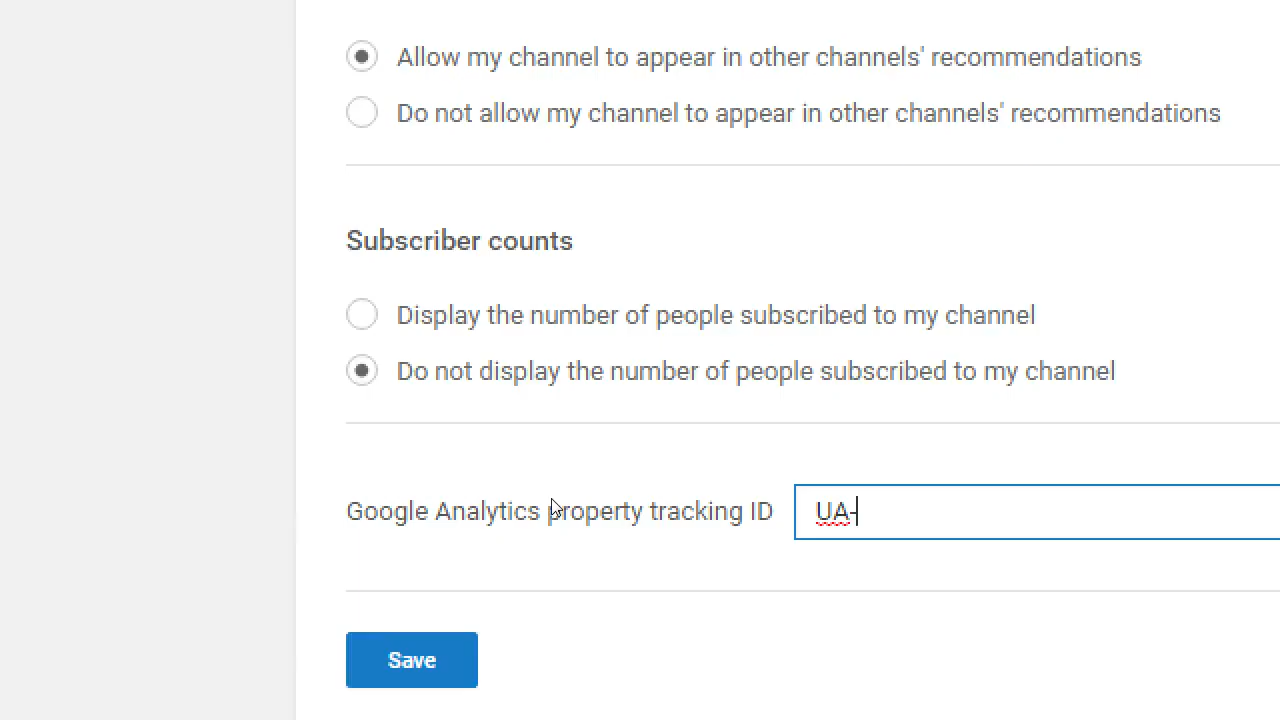 Allow my channel to appear in other channels' recommendations
Do not allow my channel to appear in other channels' recommendations
Subscriber counts
Display the number of people subscribed to my channel
Do not display the number of people subscribed to my channel
Google Analytics property tracking ID UA-
Save